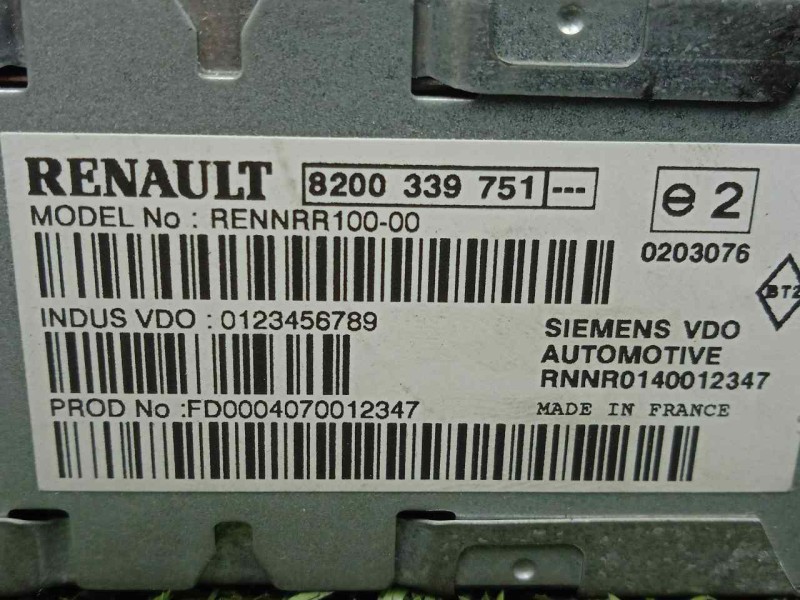 RENAULT 8200 339 751 ---
e 2
MODEL No : RENNRR100-00
0203076
BT2
INDUS VDO : 0123456789
SIEMENS VDO
AUTOMOTIVE
RNNR0140012347
PROD No :FD0004070012347
MADE IN FRANCE